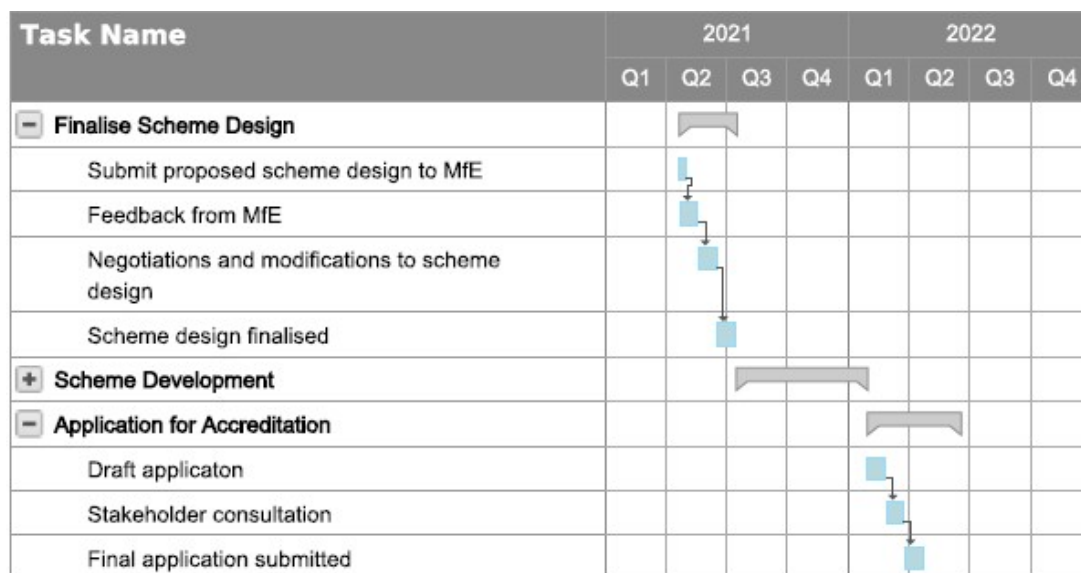 Task Name
2021
2022
Q1 Q2 Q3 Q4 Q1 Q2 Q3 Q4
Finalise Scheme Design
Submit proposed scheme design to MfE
Feedback from MfE
Negotiations and modifications to scheme
design
Scheme design finalised
Scheme Development
Application for Accreditation
Draft applicaton
Stakeholder consultation
Final application submitted